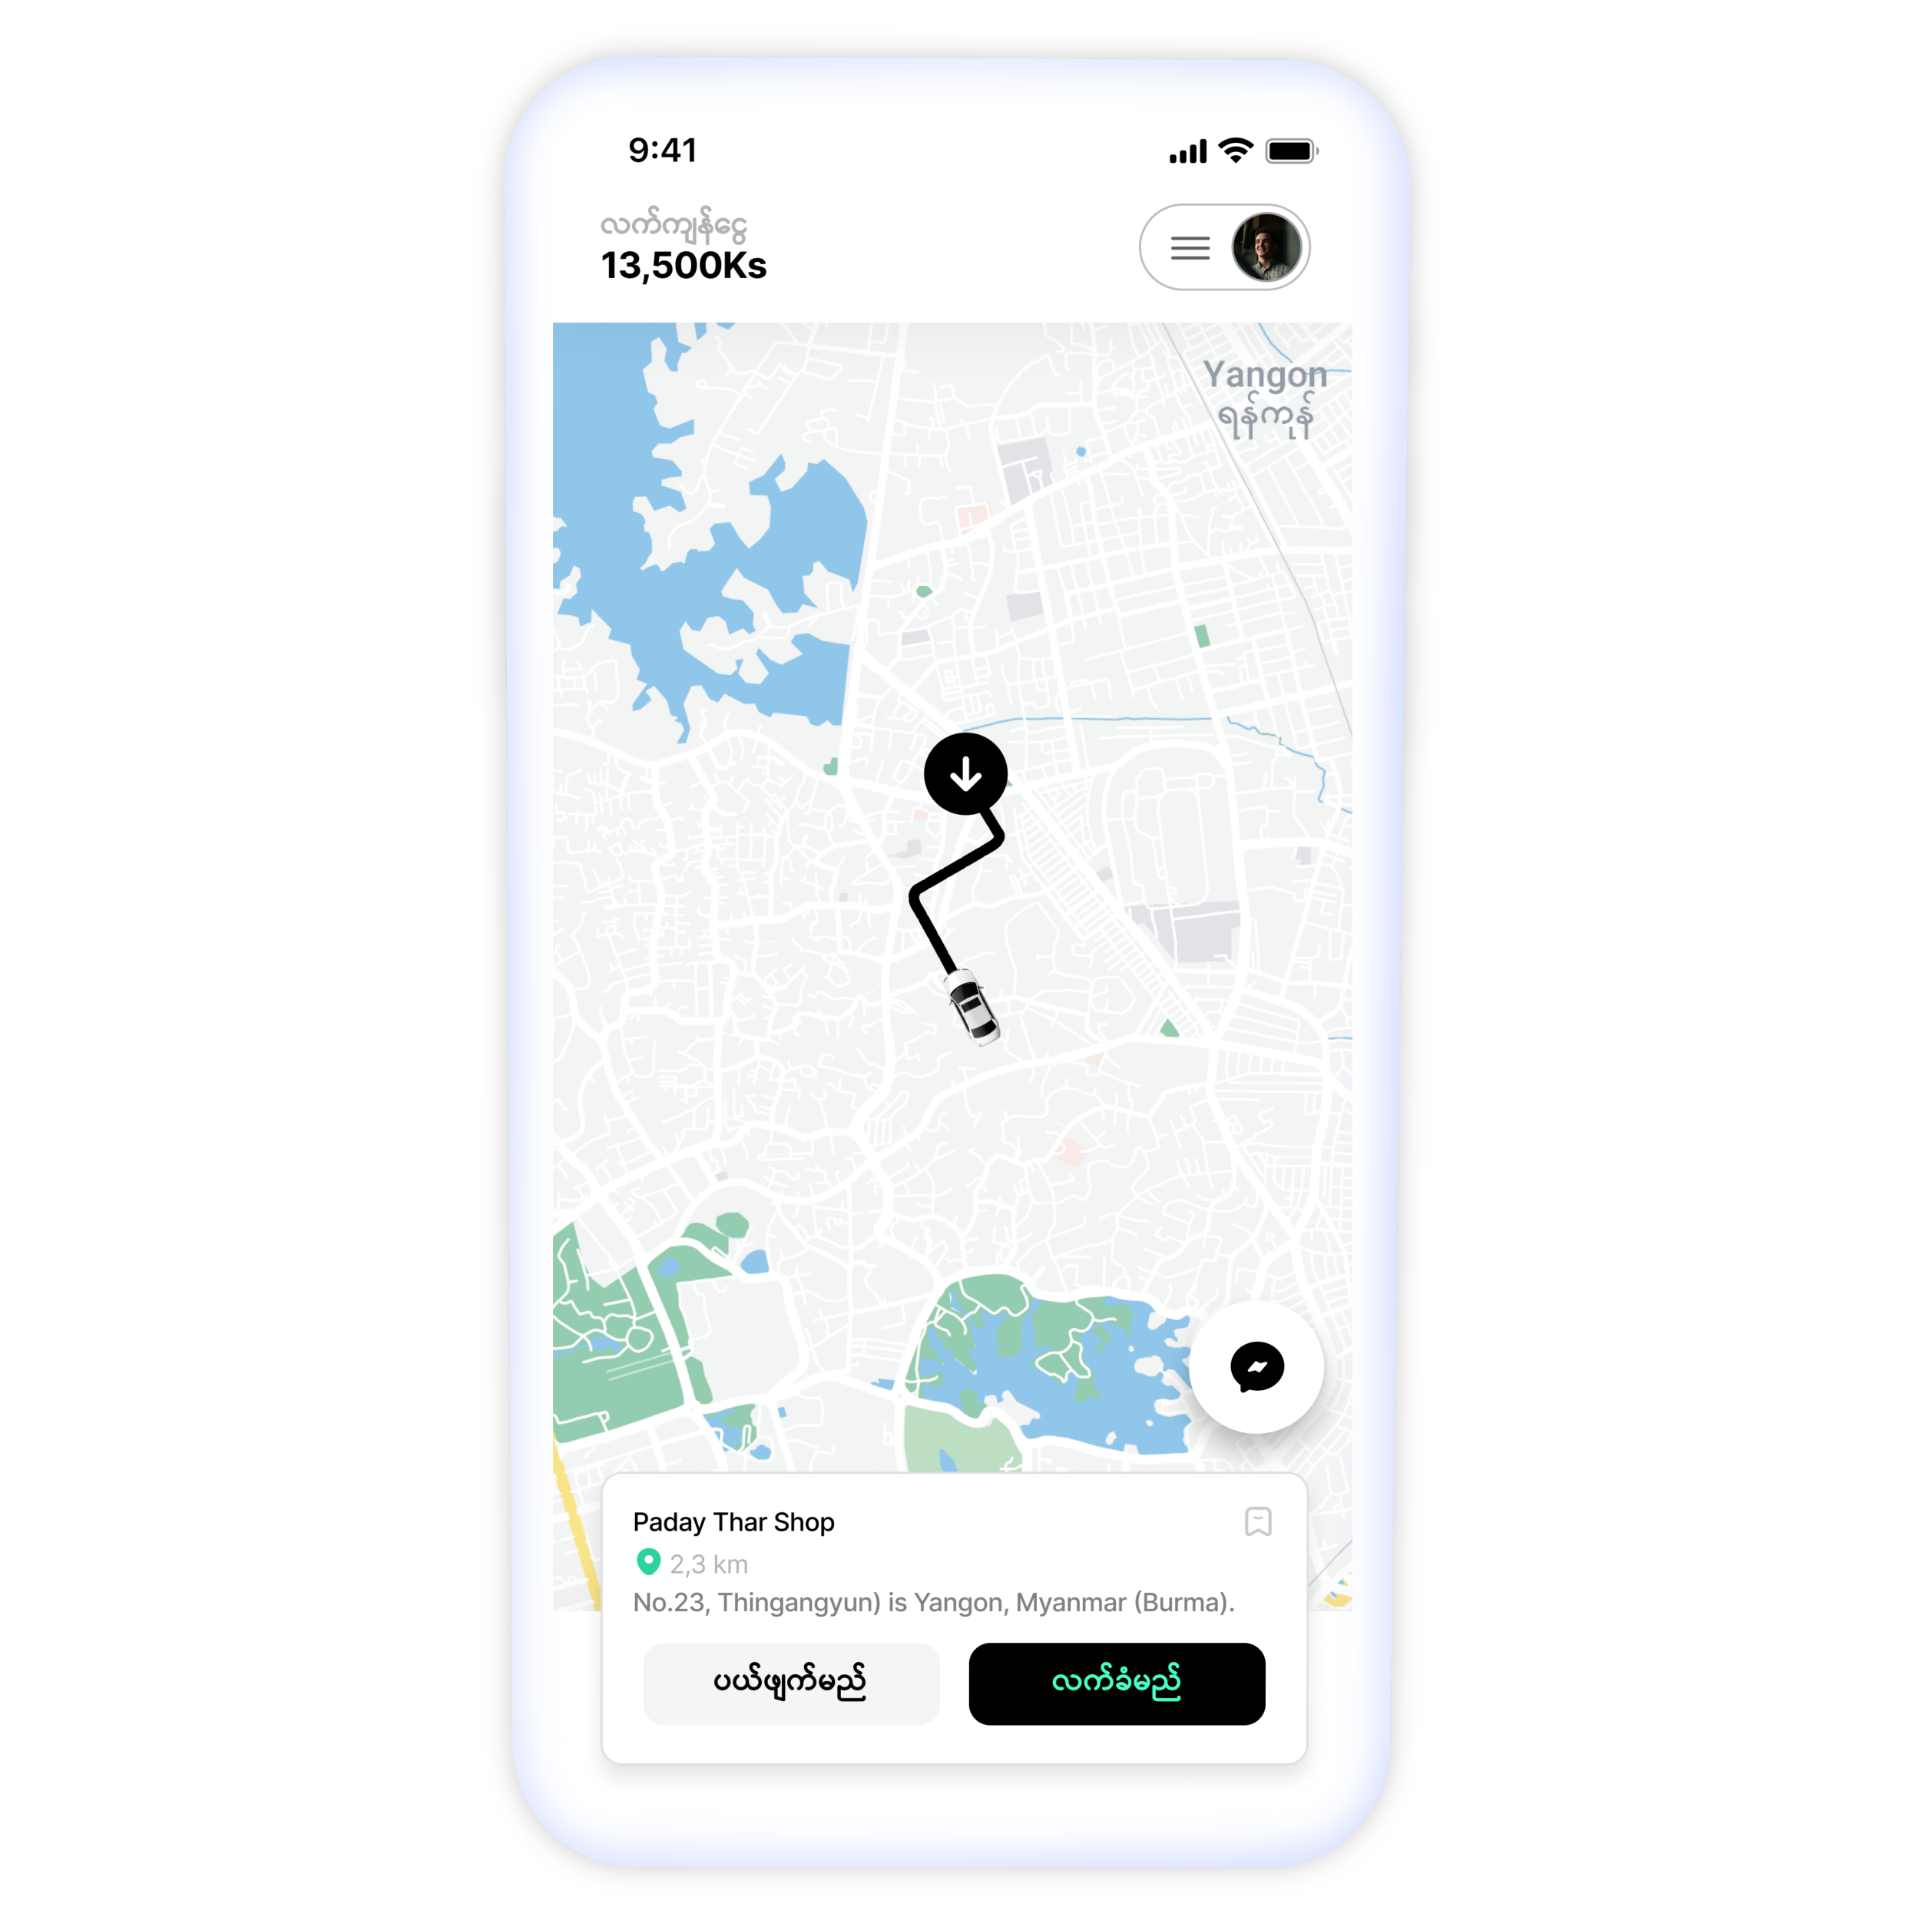 9:41
လက်ကျန်ငွေ
13,500Ks
Yangon
ရန်ကုန်
Paday Thar Shop
2,3 km
No.23, Thingangyun) is Yangon, Myanmar (Burma).
ပယ်ဖျက်မည်
လက်ခံမည်